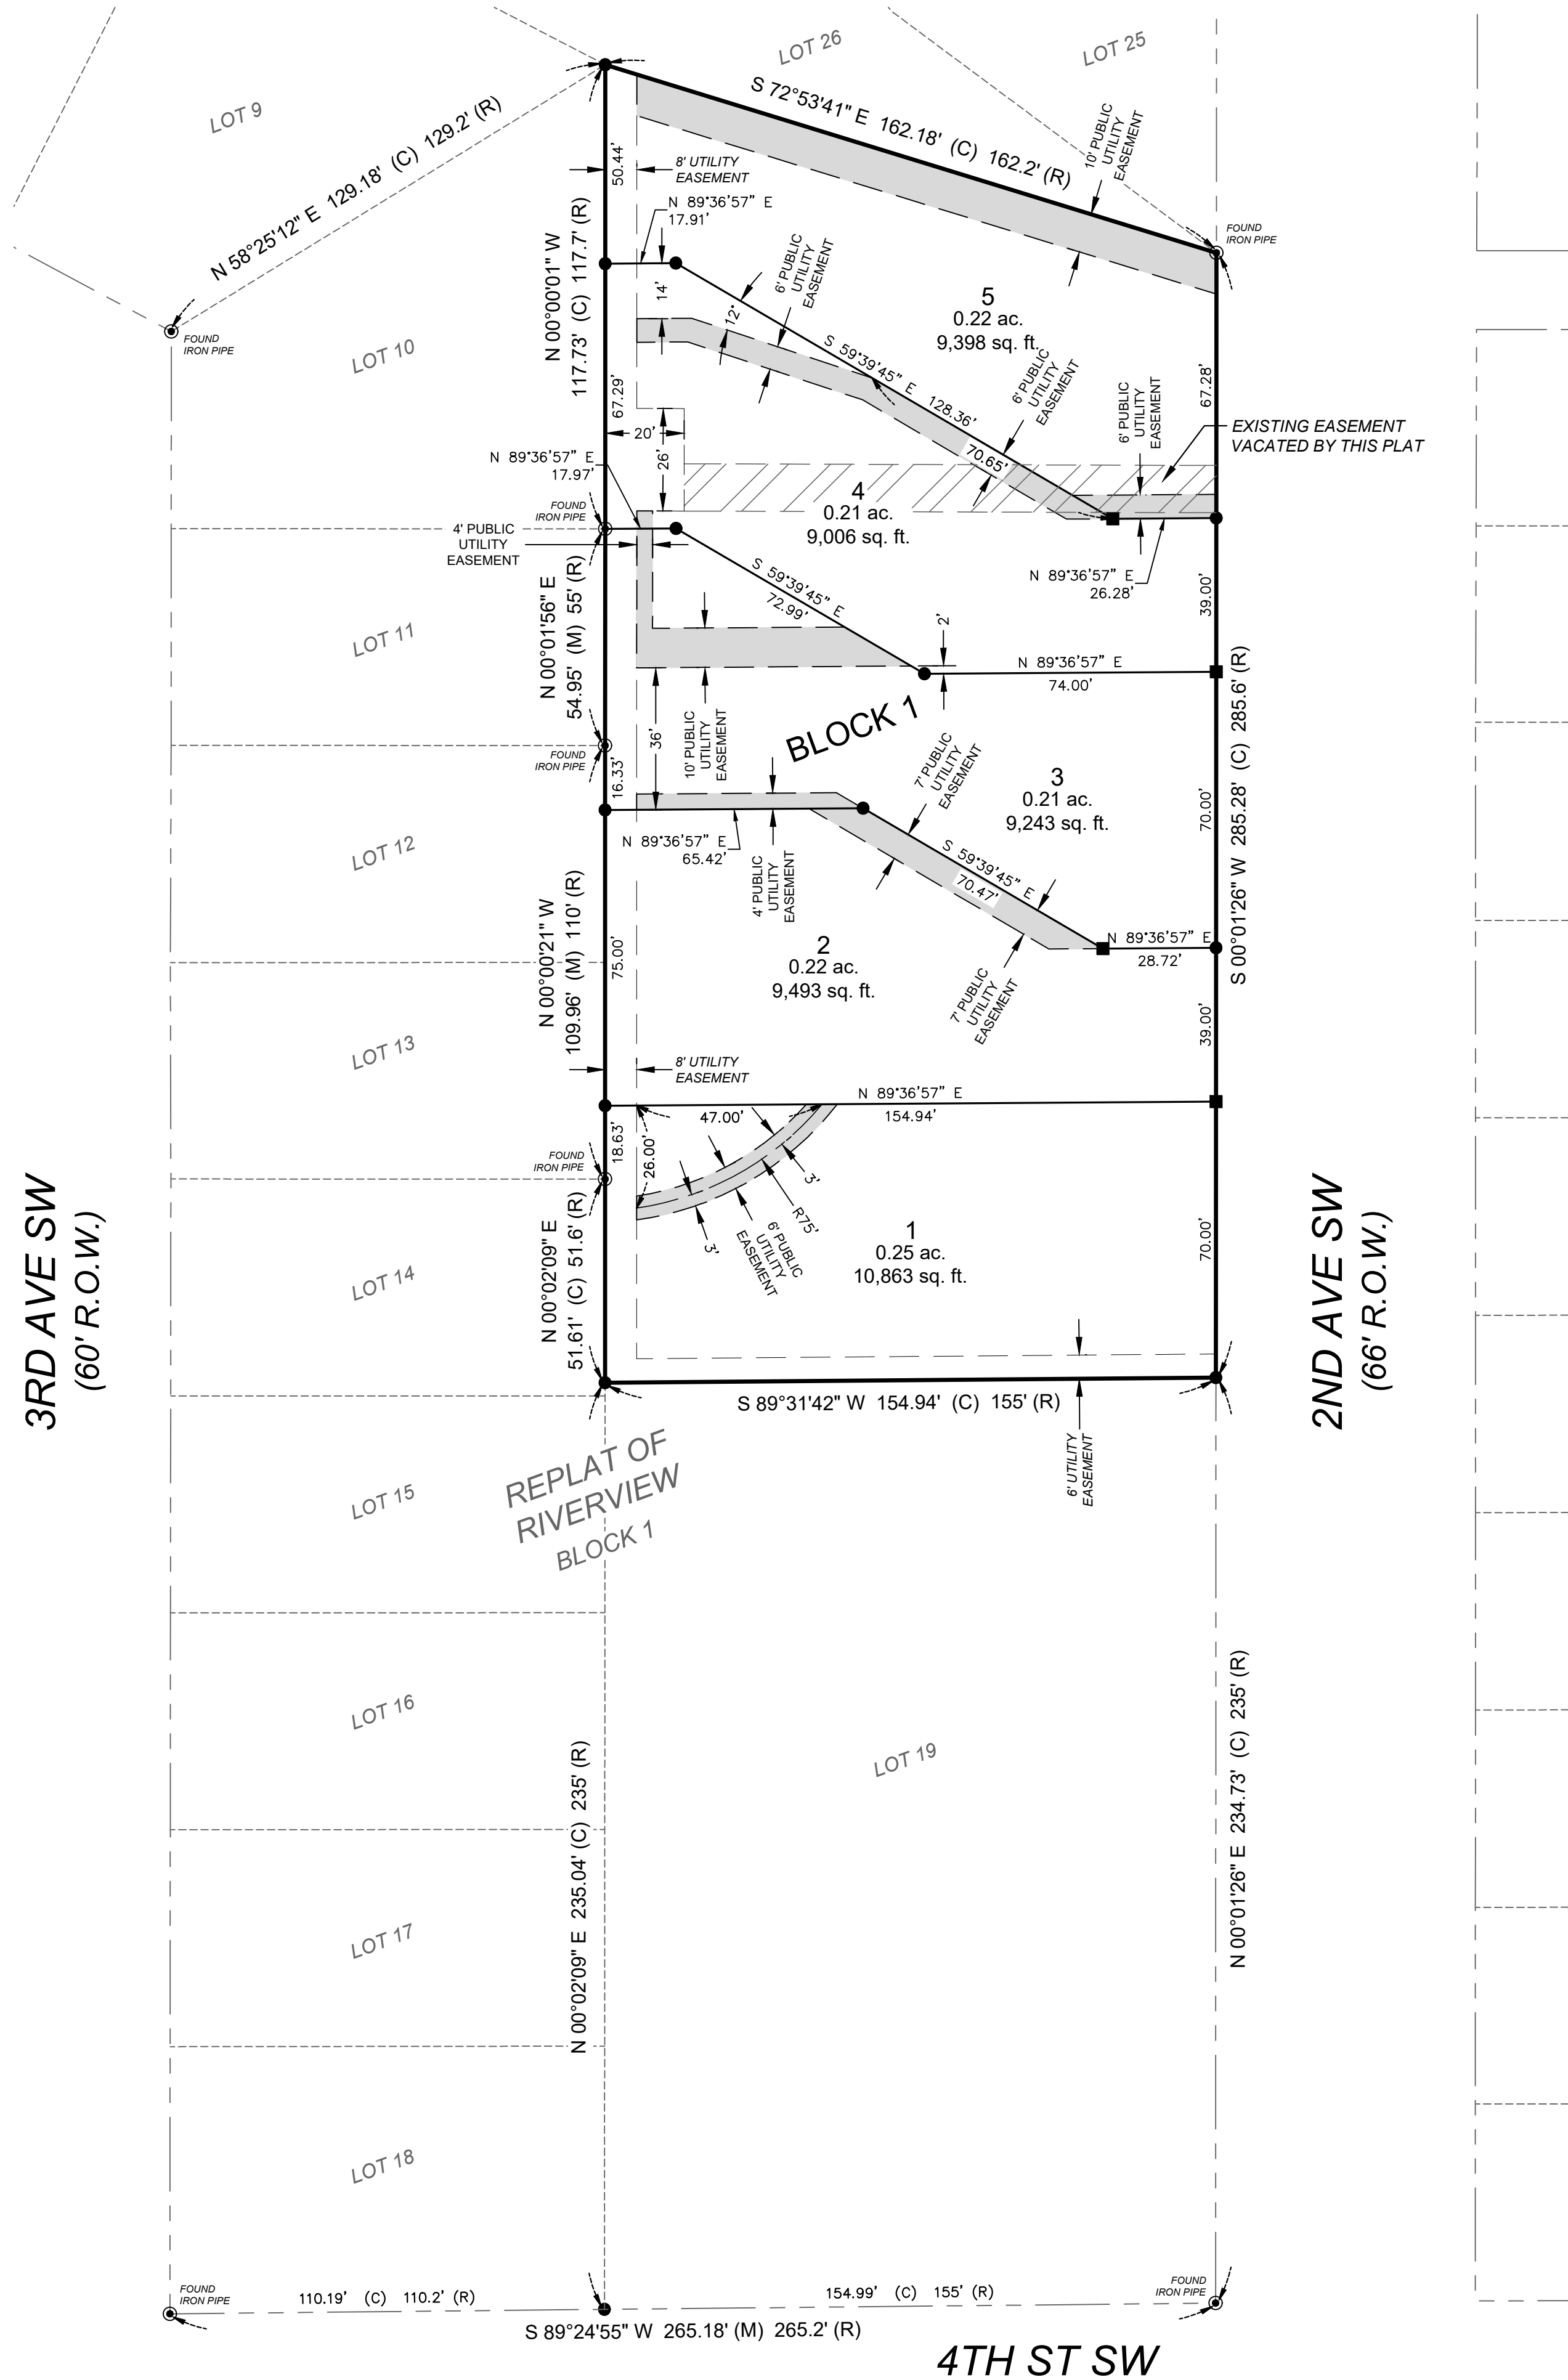 LOT 26
LOT 25
LOT 9
N 58°25'12" E 129.18' (C) 129.2' (R)
S 72°53'41" E 162.18' (C) 162.2' (R)
10' PUBLIC
UTILITY
EASEMENT
50.44'
8' UTILITY
EASEMENT
N 89°36'57" E
17.91'
N 00°00'01" W
117.73' (C) 117.7' (R)
FOUND
IRON PIPE
FOUND
IRON PIPE
LOT 10
14'
12'
6' PUBLIC
UTILITY
EASEMENT
5
0.22 ac.
9,398 sq. ft.
S 59°39'45" E 128.36'
6' PUBLIC
UTILITY
EASEMENT
6' PUBLIC
UTILITY
EASEMENT
67.28'
67.29'
20'
26'
EXISTING EASEMENT
VACATED BY THIS PLAT
N 89°36'57" E
17.97'
70.65'
4
0.21 ac.
9,006 sq. ft.
FOUND
IRON PIPE
4' PUBLIC
UTILITY
EASEMENT
N 89°36'57" E
26.28'
39.00'
S 59°39'45" E
72.99'
N 00°01'56" E
54.95' (M) 55' (R)
LOT 11
2'
N 89°36'57" E
74.00'
S 00°01'26" W 285.28' (C) 285.6' (R)
36'
10' PUBLIC
UTILITY
EASEMENT
BLOCK 1
FOUND
IRON PIPE
16.33'
7' PUBLIC
UTILITY
EASEMENT
3
0.21 ac.
9,243 sq. ft.
70.00'
LOT 12
N 89°36'57" E
65.42'
4' PUBLIC
UTILITY
EASEMENT
S 59°39'45" E
70.47'
N 00°00'21" W
109.96' (M) 110' (R)
75.00'
2
0.22 ac.
9,493 sq. ft.
N 89°36'57" E
28.72'
7' PUBLIC
UTILITY
EASEMENT
39.00'
LOT 13
8' UTILITY
EASEMENT
N 89°36'57" E
154.94'
47.00'
18.63'
26.00'
FOUND
IRON PIPE
3'
R75'
3'
6' PUBLIC
UTILITY
EASEMENT
1
0.25 ac.
10,863 sq. ft.
70.00'
N 00°02'09" E
51.61' (C) 51.6' (R)
LOT 14
3RD AVE SW
(60' R.O.W.)
2ND AVE SW
(66' R.O.W.)
S 89°31'42" W 154.94' (C) 155' (R)
6' UTILITY
EASEMENT
REPLAT OF
RIVERVIEW
BLOCK 1
LOT 15
LOT 16
LOT 19
N 00°02'09" E 235.04' (C) 235' (R)
N 00°01'26" E 234.73' (C) 235' (R)
LOT 17
LOT 18
FOUND
IRON PIPE
110.19' (C) 110.2' (R)
154.99' (C) 155' (R)
FOUND
IRON PIPE
S 89°24'55" W 265.18' (M) 265.2' (R)
4TH ST SW